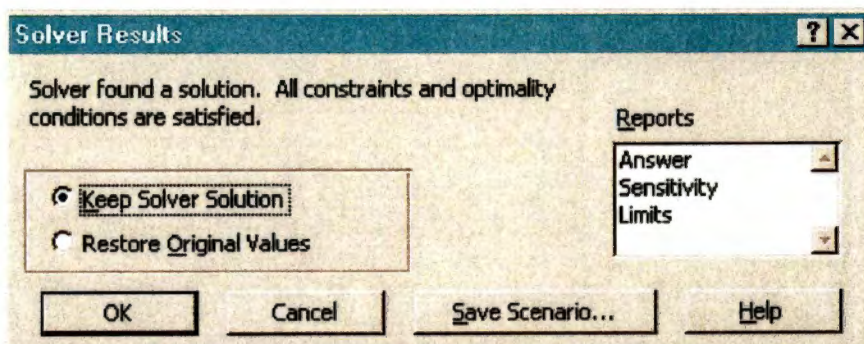 Solver Results
Solver found a solution. All constraints and optimality
conditions are satisfied.
Reports
Answer
Sensitivity
Limits
Keep Solver Solution
Restore Original Values
OK
Cancel
Save Scenario...
Help